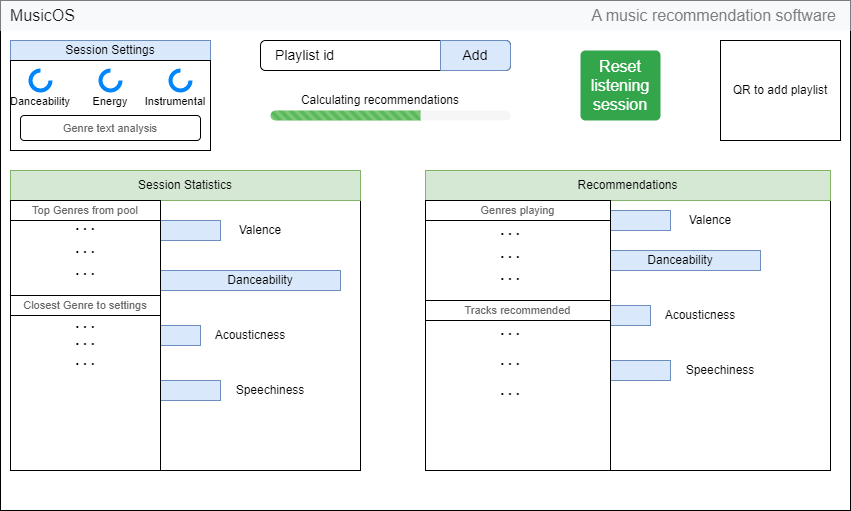 MusicOS
A music recommendation software
Session Settings
Danceability
Energy
Instrumental
Genre text analysis
Playlist id
Add
Calculating recommendations
Reset
listening
session
QR to add playlist
Session Statistics
Top Genres from pool
. . .
. . .
. . .
Closest Genre to settings
. . .
. . .
. . .
Valence
Danceability
Acousticness
Speechiness
Recommendations
Genres playing
. . .
. . .
. . .
Tracks recommended
. . .
. . .
. . .
Valence
Danceability
Acousticness
Speechiness